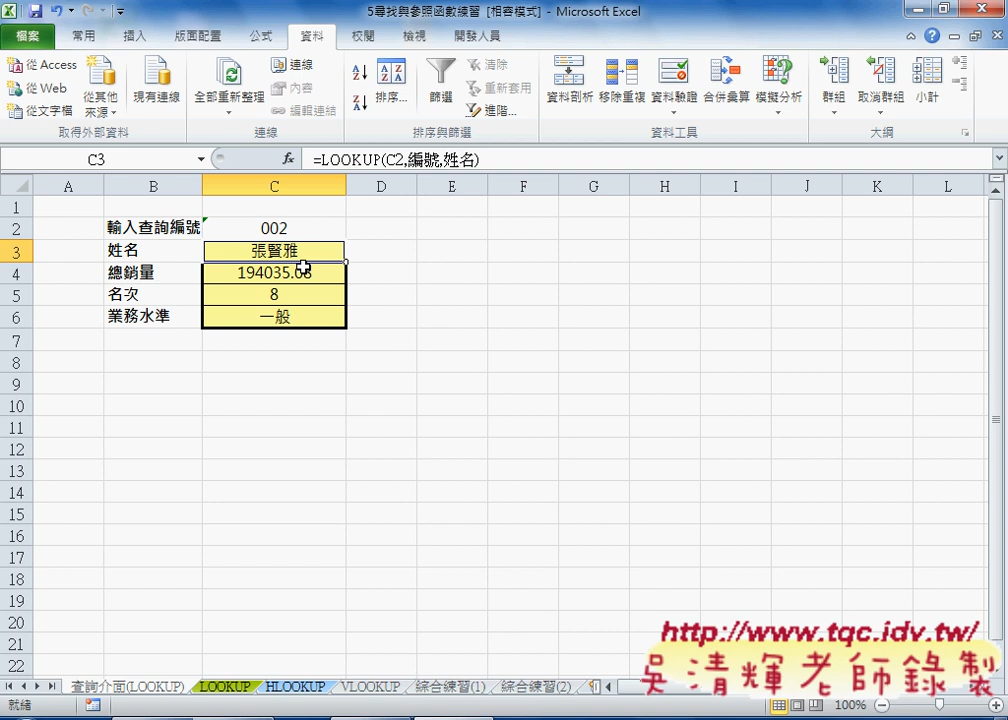 5尋找與參照函數練習 [相容模式] - Microsoft Excel
檔案 常用 插入 版面配置 公式 資料 校閱 檢視 開發人員
從 Access
從 Web
從文字檔
從其他來源
現有連線
取得外部資料
全部重新整理
連線
內容
編輯連結
連線
排序...
篩選
清除
重新套用
進階...
排序與篩選
資料剖析 移除重複 資料驗證 合併彙算 模擬分析
資料工具
群組 取消群組 小計
大綱
C3 fx =LOOKUP(C2,編號,姓名)
A B C D E F G H I J K L
1
2 輸入查詢編號 002
3 姓名 張賢雅
4 總銷量 194035.08
5 名次 8
6 業務水準 一般
7
8
9
10
11
12
13
14
15
16
17
18
19
20
21
22
http://www.tqc.idv.tw/
吳清輝老師錄製
查詢介面(LOOKUP) LOOKUP HLOOKUP VLOOKUP 綜合練習(1) 綜合練習(2)
就緒 100%